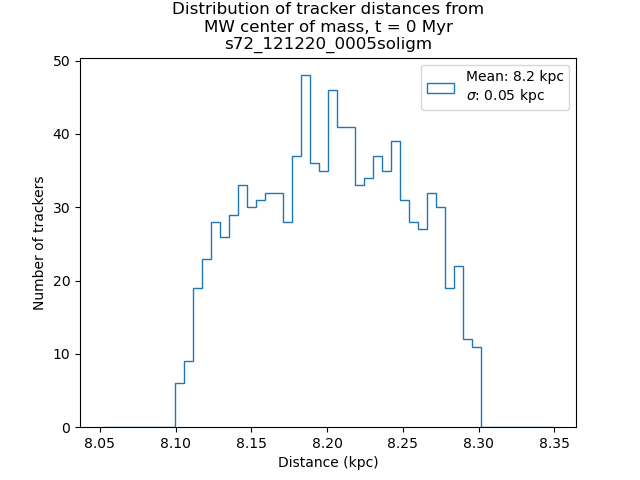 Distribution of tracker distances from
MW center of mass, t = 0 Myr
s72_121220_0005soligm
Mean: 8.2 kpc
σ: 0.05 kpc
Number of trackers
50
40
30
20
10
0
8.05 8.10 8.15 8.20 8.25 8.30 8.35
Distance (kpc)